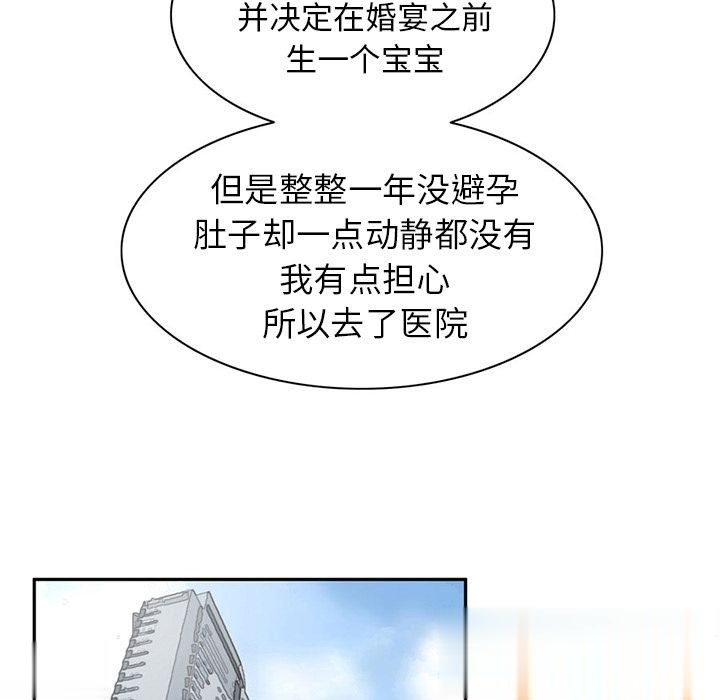 并决定在婚宴之前
生一个宝宝
但是整整一年没避孕
肚子却一点动静都没有
我有点担心
所以去了医院